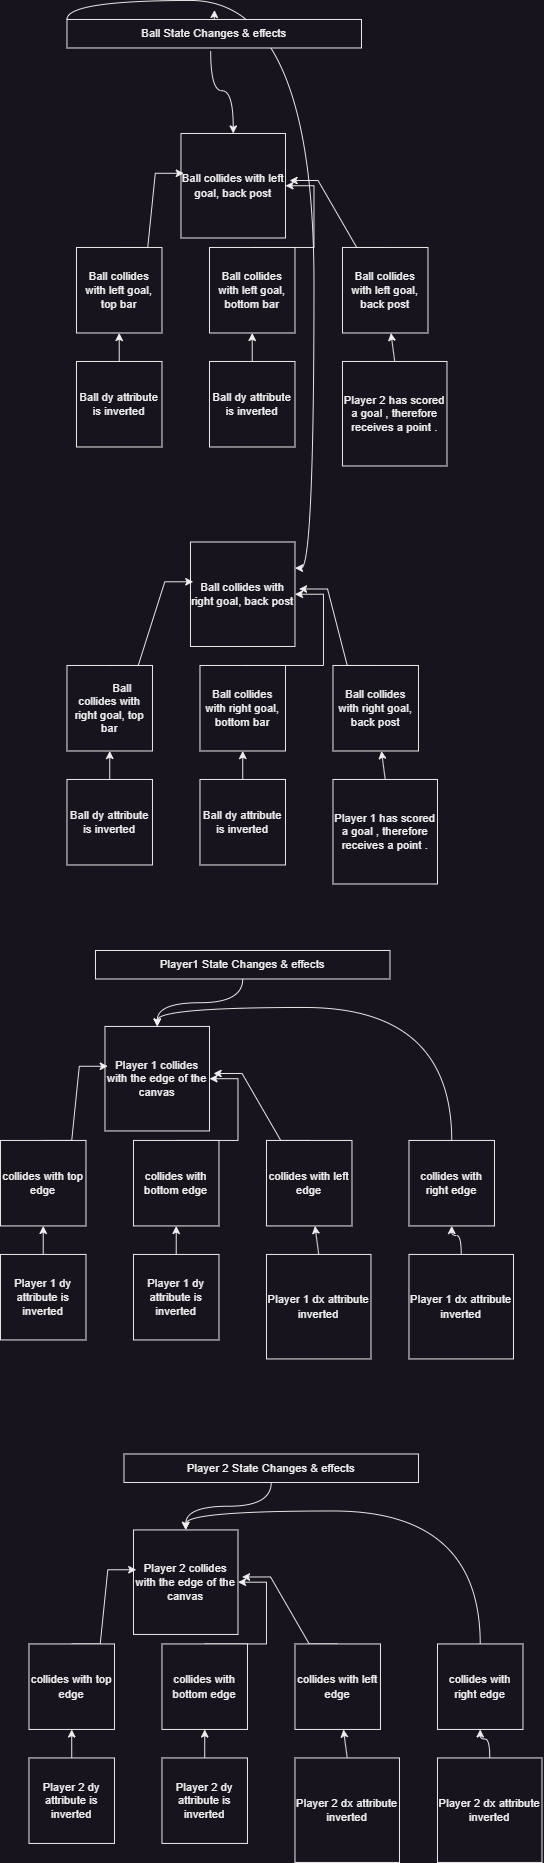 Ball State Changes & effects
Ball collides with left
goal, back post
Ball collides
with left goal,
top bar
Ball collides
with left goal,
bottom bar
Ball collides
with left goal,
back post
Ball dy attribute
is inverted
Ball dy attribute
is inverted
Player 2 has scored
a goal , therefore
receives a point .
Ball collides with
right goal, back post
Ball
collides with
right goal, top
bar
Ball collides
with right goal,
bottom bar
Ball collides
with right goal,
back post
Ball dy attribute
is inverted
Ball dy attribute
is inverted
Player 1 has scored
a goal , therefore
receives a point .
Player1 State Changes & effects
Player 1 collides
with the edge of the
canvas
collides with top
edge
collides with
bottom edge
collides with left
edge
collides with
right edge
Player 1 dy
attribute is
inverted
Player 1 dy
attribute is
inverted
Player 1 dx attribute
inverted
Player 1 dx attribute
inverted
Player 2 State Changes & effects
Player 2 collides
with the edge of the
canvas
collides with top
edge
collides with
bottom edge
collides with left
edge
collides with
right edge
Player 2 dy
attribute is
inverted
Player 2 dy
attribute is
inverted
Player 2 dx attribute
inverted
Player 2 dx attribute
inverted